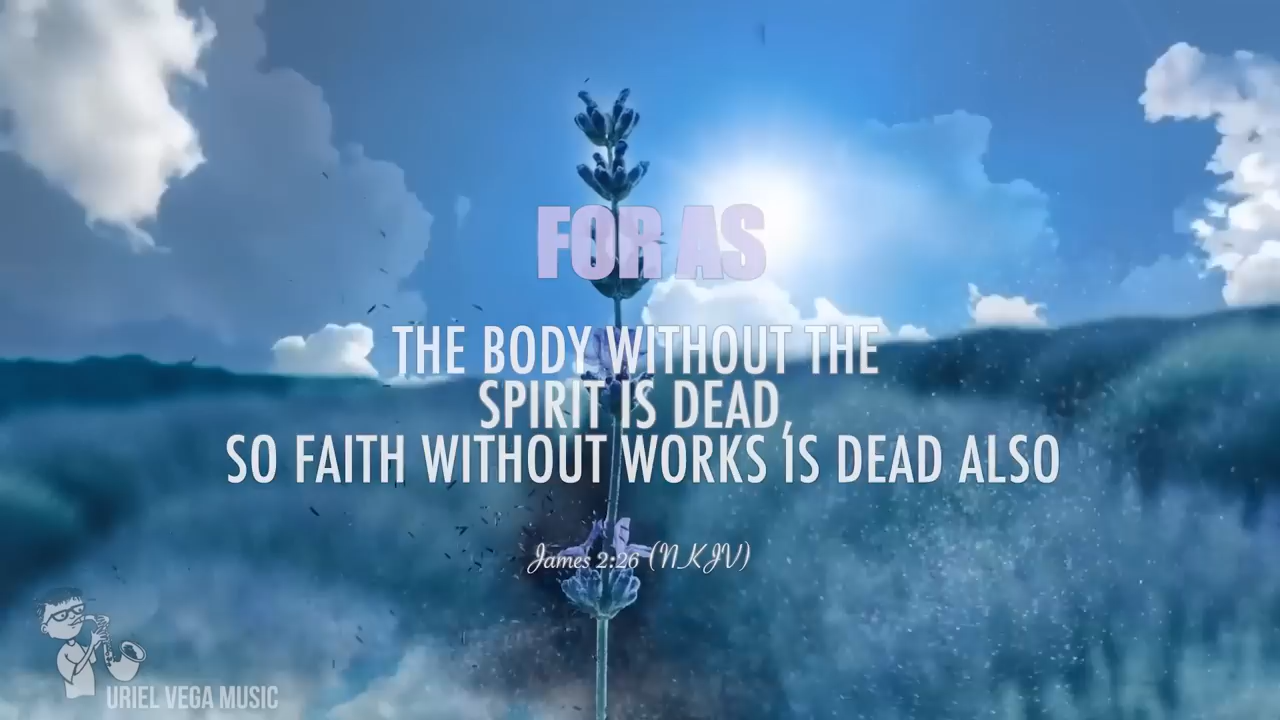 FOR AS
THE BODY WITHOUT THE
SPIRIT IS DEAD,
SO FAITH WITHOUT WORKS IS DEAD ALSO
James 2:26 (NKJV)
URIEL VEGA MUSIC